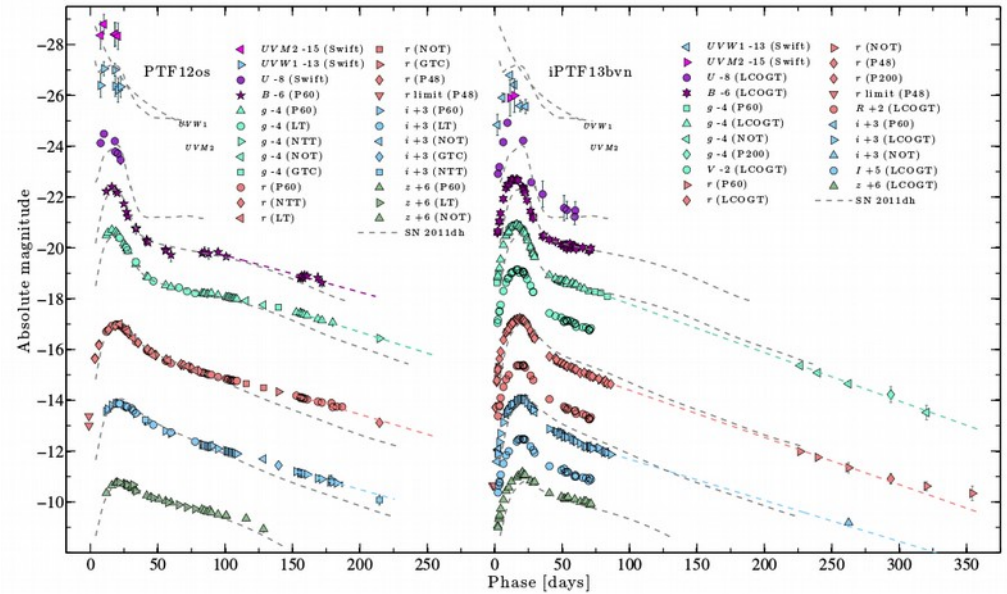 PTF12os
UVM2 -15 (Swift)
UVW1 -13 (Swift)
U -8 (Swift)
B -6 (P60)
g -4 (P60)
g -4 (LT)
g -4 (NTT)
g -4 (NOT)
g -4 (GTC)
r (P60)
r (NTT)
r (LT)
r (NOT)
r (GTC)
r (P48)
r limit (P48)
i +3 (P60)
i +3 (LT)
i +3 (NOT)
i +3 (GTC)
i +3 (NTT)
z +6 (P60)
z +6 (LT)
z +6 (NOT)
SN 2011dh
UVW1
UVM2
iPTF13bvn
UVW1 -13 (Swift)
UVM2 -15 (Swift)
U -8 (LCOGT)
B -6 (LCOGT)
g -4 (P60)
g -4 (LCOGT)
g -4 (NOT)
g -4 (P200)
V -2 (LCOGT)
r (P60)
r (LCOGT)
r (NOT)
r (P48)
r (P200)
r limit (P48)
R +2 (LCOGT)
i +3 (P60)
i +3 (LCOGT)
i +3 (NOT)
I +5 (LCOGT)
z +6 (LCOGT)
SN 2011dh
UVW1
UVM2
Absolute magnitude
−28
−26
−24
−22
−20
−18
−16
−14
−12
−10
0 50 100 150 200 250 0 50 100 150 200 250 300 350
Phase [days]